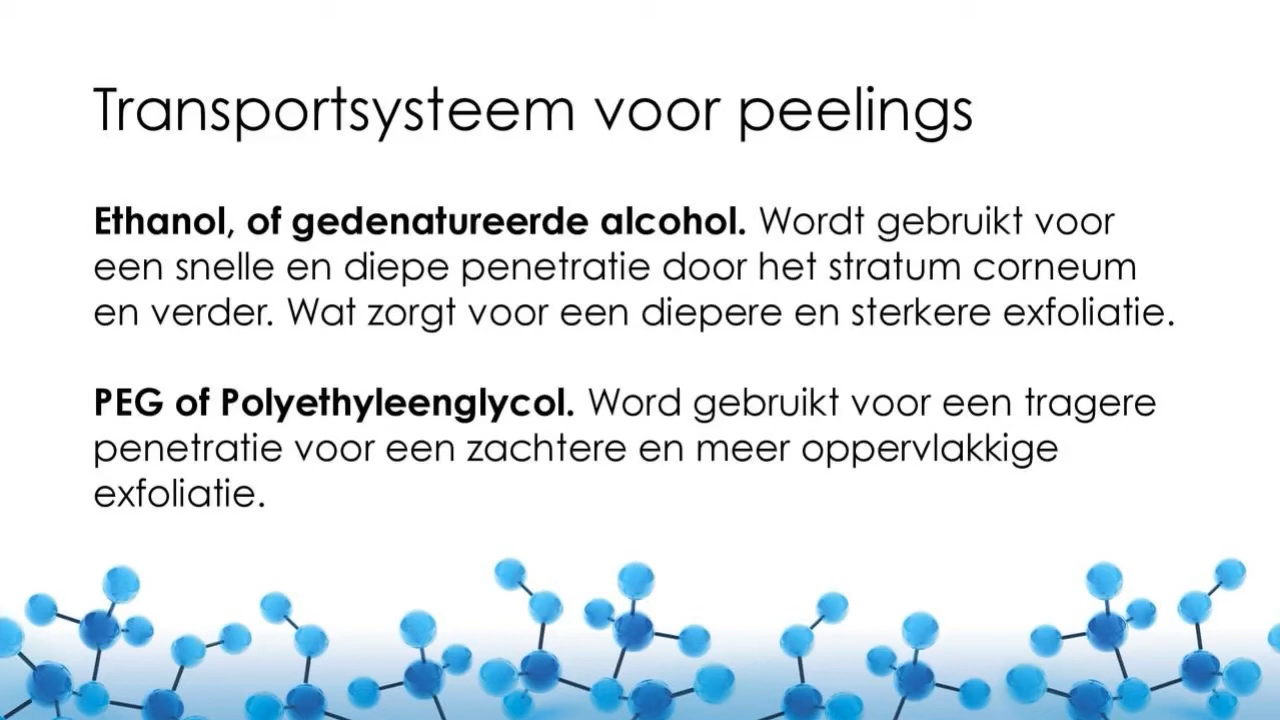 Transportsysteem voor peelings
Ethanol, of gedenatureerde alcohol. Wordt gebruikt voor
een snelle en diepe penetratie door het stratum corneum
en verder. Wat zorgt voor een diepere en sterkere exfoliatie.
PEG of Polyethyleenglycol. Word gebruikt voor een tragere
penetratie voor een zachtere en meer oppervlakkige
exfoliatie.